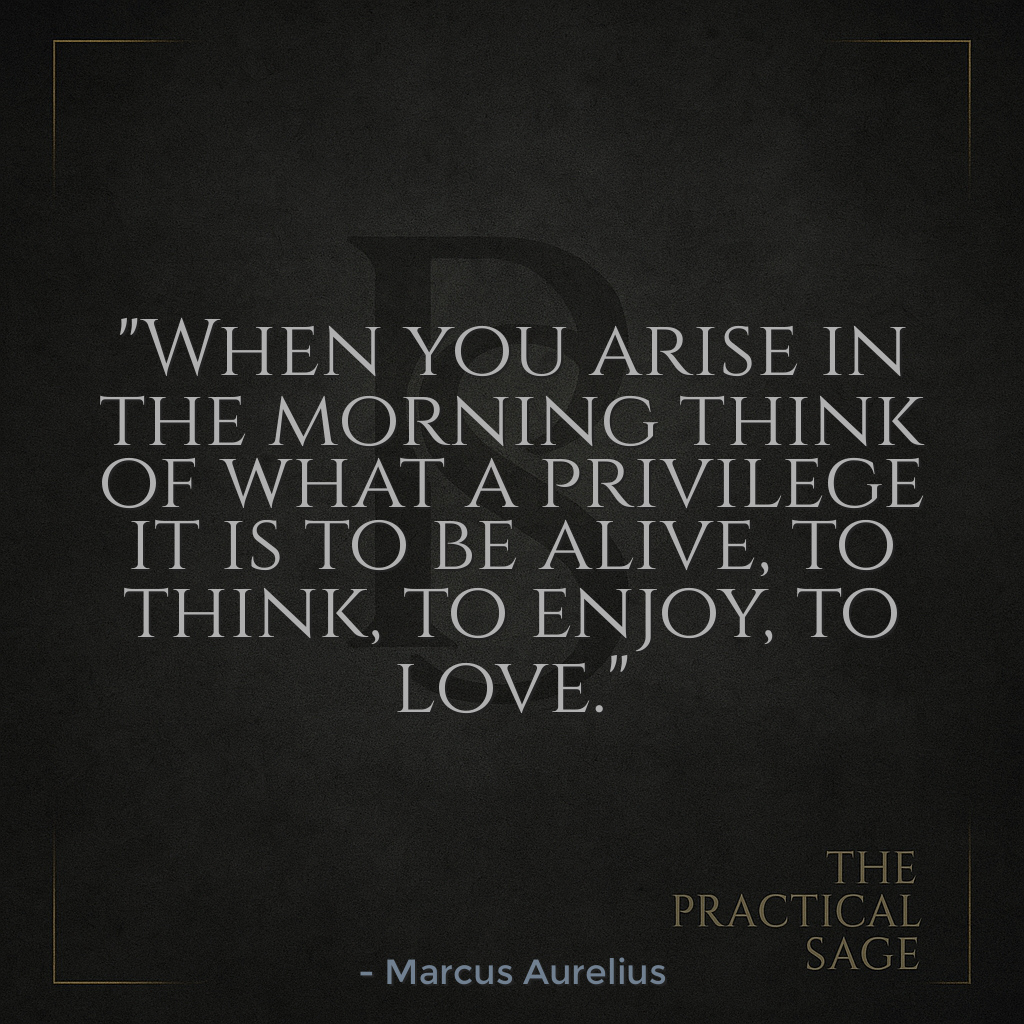 "When you arise in
the morning think
of what a privilege
it is to be alive, to
think, to enjoy, to
love."
THE
PRACTICAL
SAGE
- Marcus Aurelius